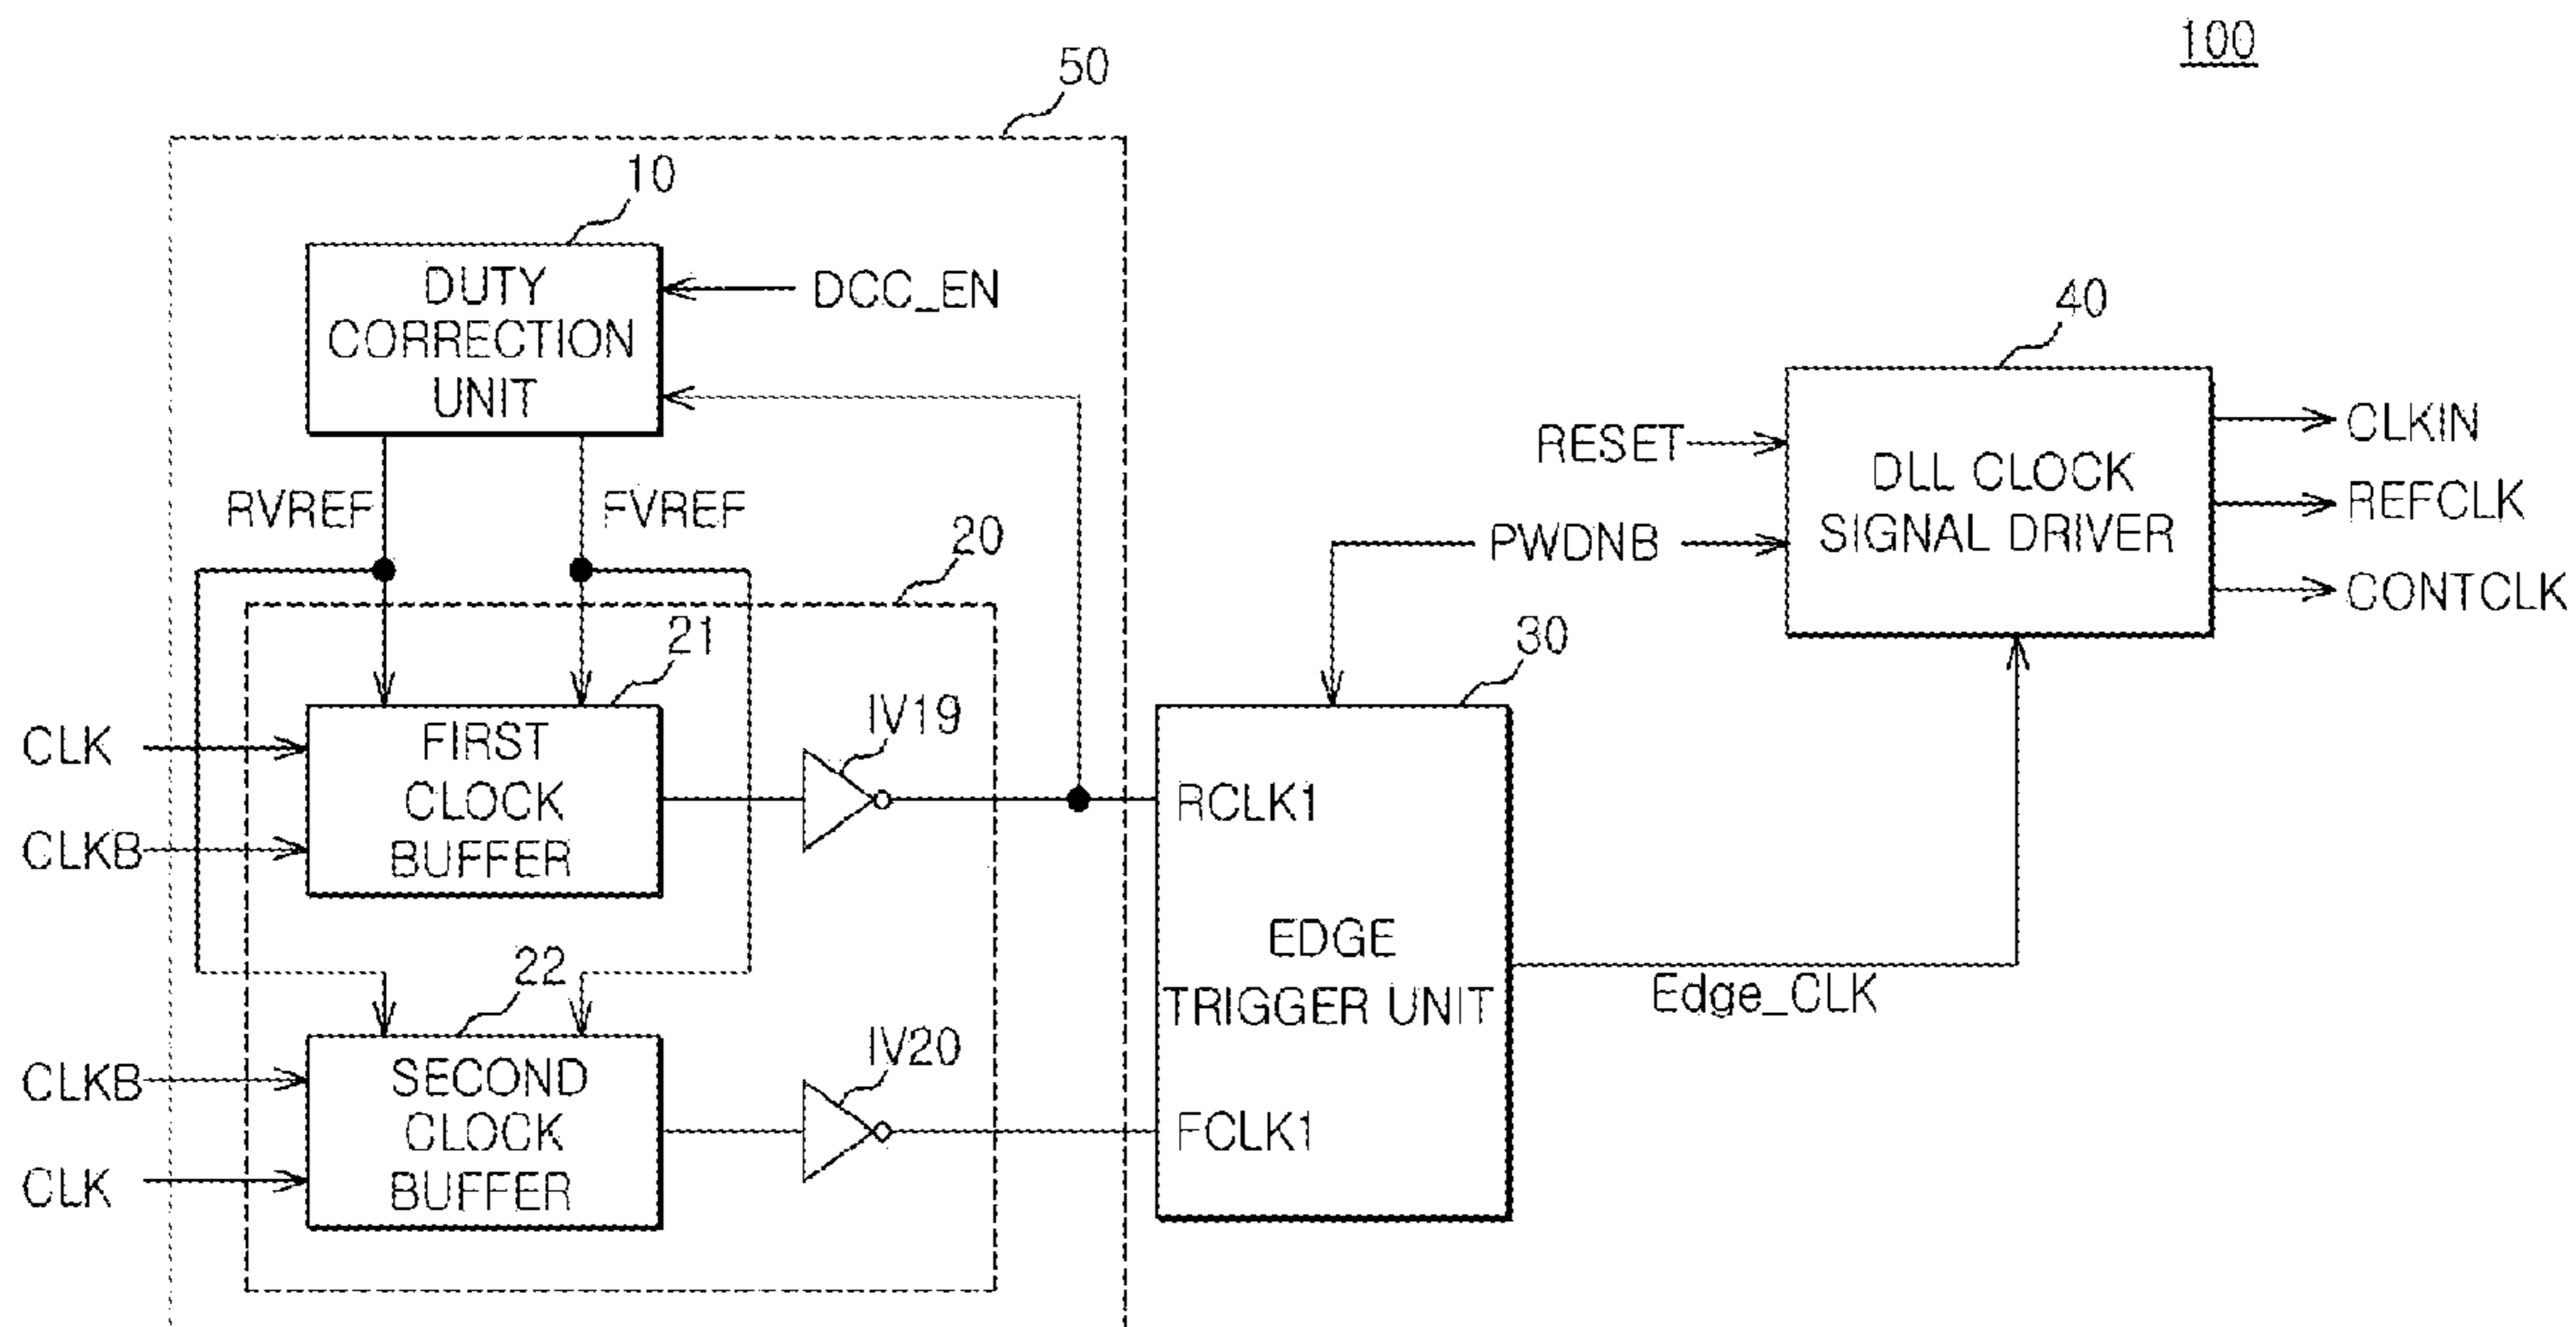 100
50
10
DUTY
CORRECTION
UNIT
DCC_EN
40
RESET
DLL CLOCK
SIGNAL DRIVER
CLKIN
REFCLK
CONTCLK
RVREF
FVREF
PWDNB
20
21
30
CLK
CLKB
FIRST
CLOCK
BUFFER
IV19
RCLK1
EDGE
TRIGGER UNIT
Edge_CLK
22
CLKB
CLK
SECOND
CLOCK
BUFFER
IV20
FCLK1